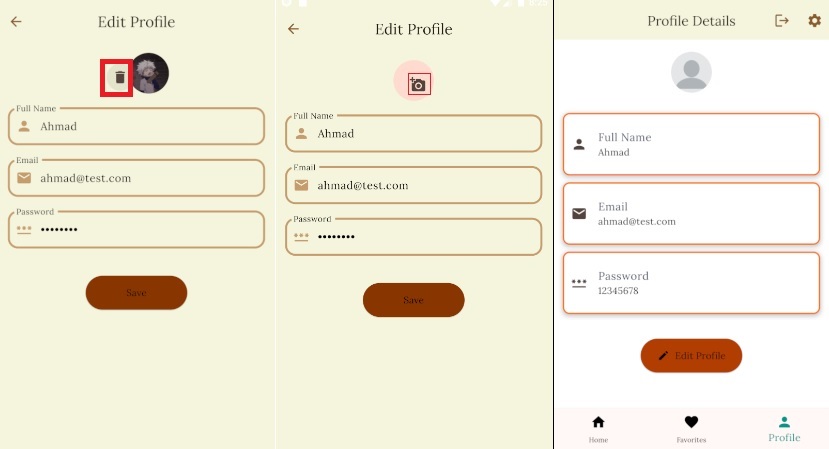 Edit Profile
Full Name
Ahmad
Email
ahmad@test.com
Password
••••••••
Save
Edit Profile
Full Name
Ahmad
Email
ahmad@test.com
Password
••••••••
Save
Profile Details
Full Name
Ahmad
Email
ahmad@test.com
Password
12345678
Edit Profile
Home
Favorites
Profile